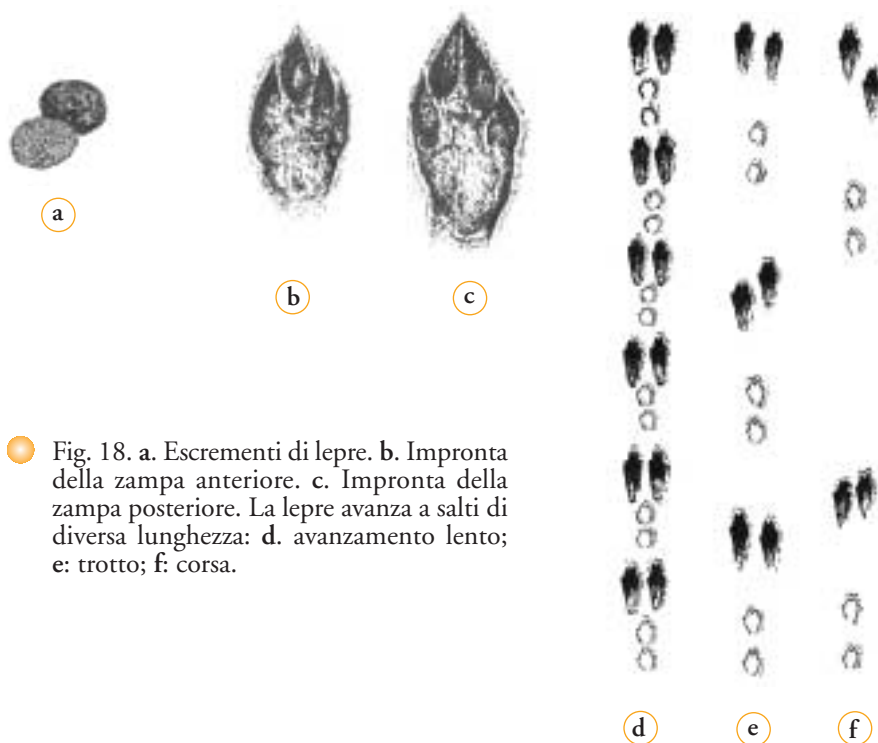 a
b
c
Fig. 18. a. Escrementi di lepre. b. Impronta
della zampa anteriore. c. Impronta della
zampa posteriore. La lepre avanza a salti di
diversa lunghezza: d. avanzamento lento;
e: trotto; f: corsa.
d
e
f